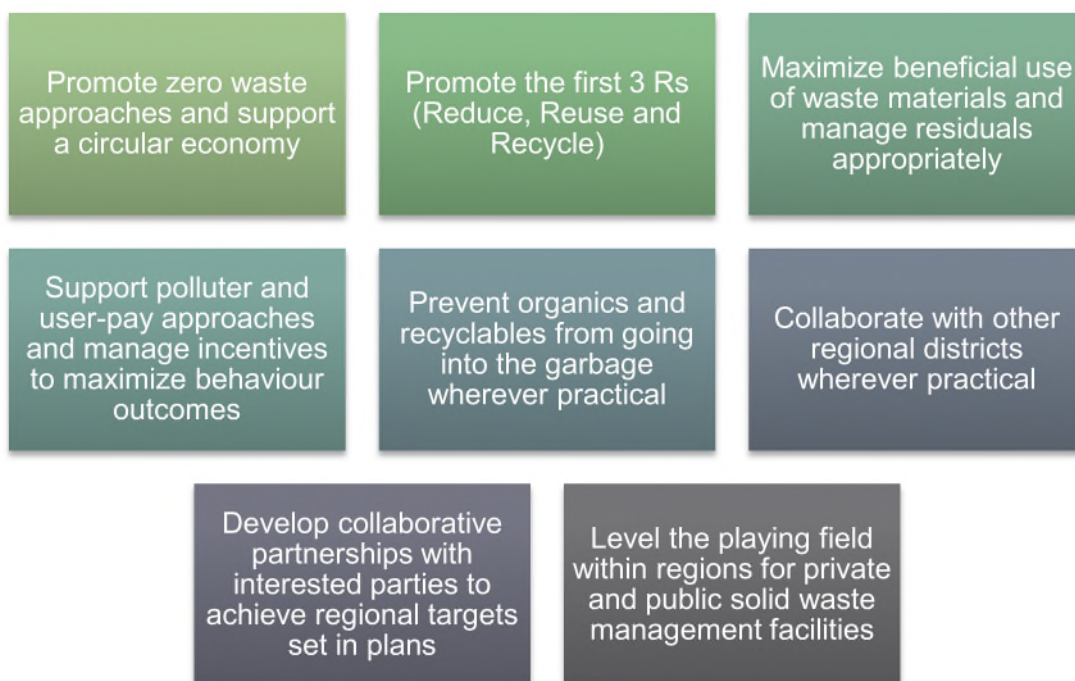 Promote zero waste
approaches and support
a circular economy
Promote the first 3 Rs
(Reduce, Reuse and
Recycle)
Maximize beneficial use
of waste materials and
manage residuals
appropriately
Support polluter and
user-pay approaches
and manage incentives
to maximize behaviour
outcomes
Prevent organics and
recyclables from going
into the garbage
wherever practical
Collaborate with other
regional districts
wherever practical
Develop collaborative
partnerships with
interested parties to
achieve regional targets
set in plans
Level the playing field
within regions for private
and public solid waste
management facilities